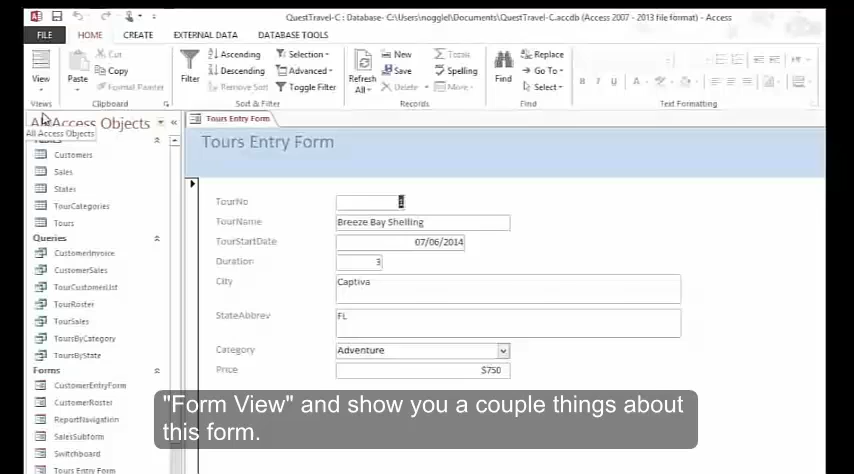 QuestTravel-C : Database- C:\Users\noggle\Documents\QuestTravel-C.accdb (Access 2007 - 2013 file format) - Access
FILE HOME CREATE EXTERNAL DATA DATABASE TOOLS
View
Views
Paste
Cut
Copy
Format Painter
Clipboard
Filter
Ascending
Descending
Remove Sort
Selection
Advanced
Toggle Filter
Sort & Filter
Refresh
All
New
Save
Delete
Totals
Spelling
More
Records
Find
Replace
Go To
Select
Find
B I U A
Text Formatting
All Access Objects
All Access Objects
Customers
Sales
States
TourCategories
Tours
Queries
CustomerInvoice
CustomerSales
TourCustomerList
TourRoster
TourSales
ToursByCategory
ToursByState
Forms
CustomerEntryForm
CustomerRoster
ReportNavigation
SalesSubform
Switchboard
Tours Entry Form
Tours Entry Form
Tours Entry Form
TourNo 1
TourName Breeze Bay Shelling
TourStartDate 07/06/2014
Duration 3
City Captiva
StateAbbrev FL
Category Adventure
Price $750
"Form View" and show you a couple things about
this form.